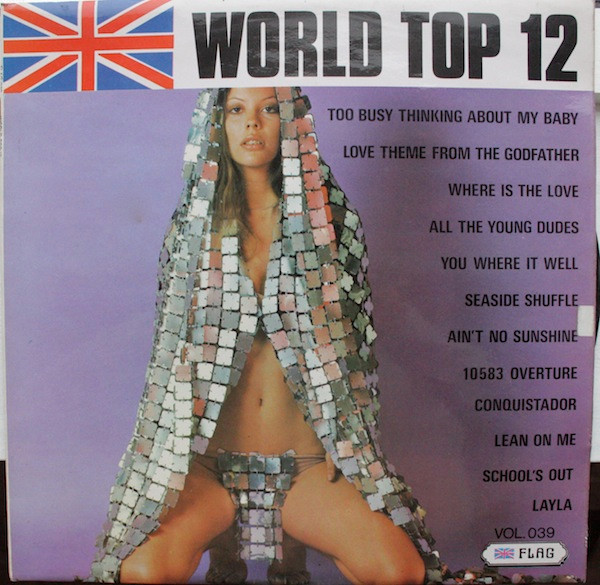 WORLD TOP 12
TOO BUSY THINKING ABOUT MY BABY
LOVE THEME FROM THE GODFATHER
WHERE IS THE LOVE
ALL THE YOUNG DUDES
YOU WHERE IT WELL
SEASIDE SHUFFLE
AIN'T NO SUNSHINE
10583 OVERTURE
CONQUISTADOR
LEAN ON ME
SCHOOL'S OUT
LAYLA
VOL. 039
FLAG